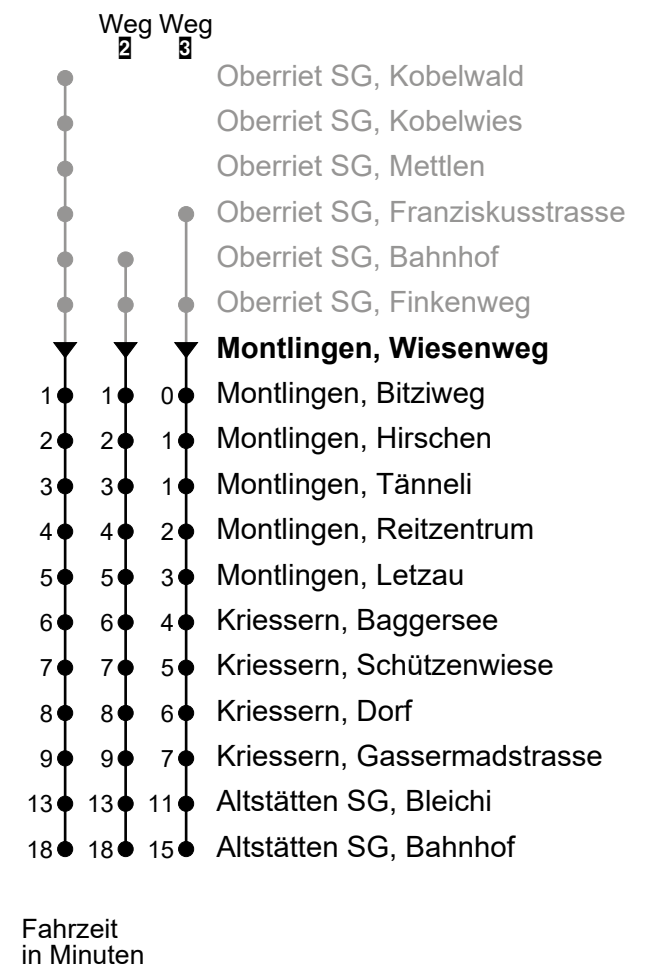 Weg Weg
2 3
Oberriet SG, Kobelwald
Oberriet SG, Kobelwies
Oberriet SG, Mettlen
Oberriet SG, Franziskusstrasse
Oberriet SG, Bahnhof
Oberriet SG, Finkenweg
Montlingen, Wiesenweg
1 1 0 Montlingen, Bitziweg
2 2 1 Montlingen, Hirschen
3 3 1 Montlingen, Tänneli
4 4 2 Montlingen, Reitzentrum
5 5 3 Montlingen, Letzau
6 6 4 Kriessern, Baggersee
7 7 5 Kriessern, Schützenwiese
8 8 6 Kriessern, Dorf
9 9 7 Kriessern, Gassermadstrasse
13 13 11 Altstätten SG, Bleichi
18 18 15 Altstätten SG, Bahnhof
Fahrzeit
in Minuten